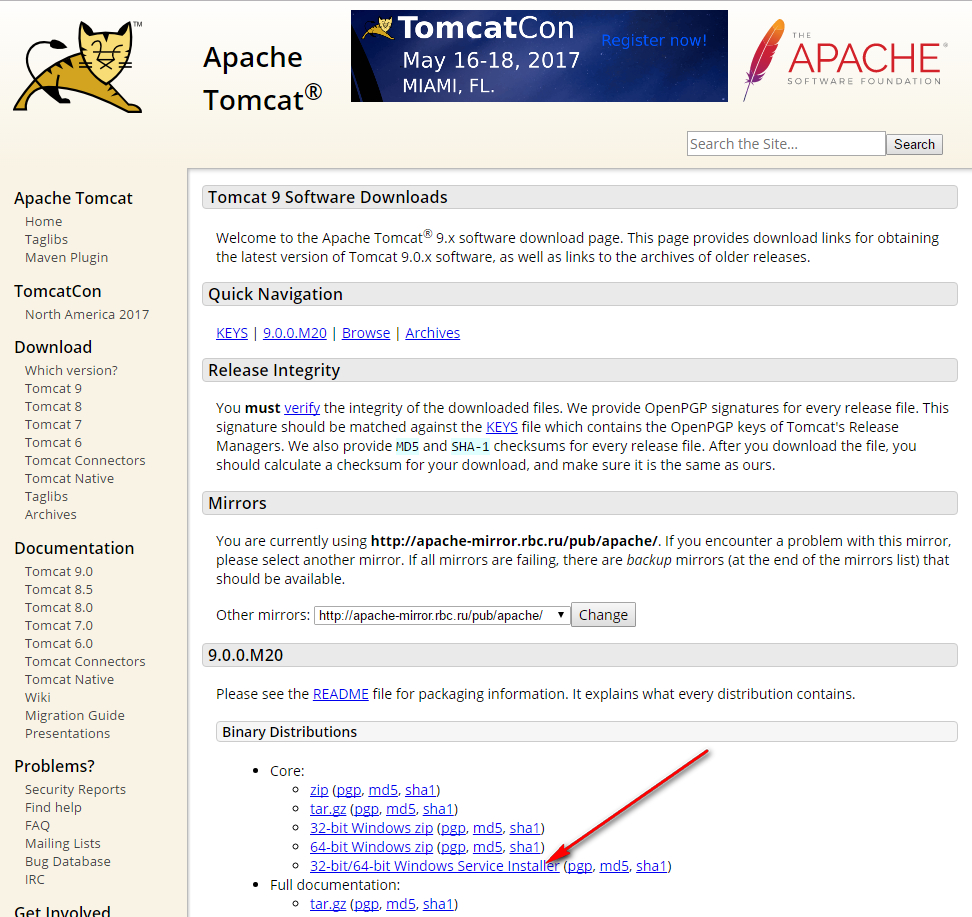 TM
Apache
Tomcat®
TomcatCon
Register now!
May 16-18, 2017
MIAMI, FL.
THE
APACHE®
SOFTWARE FOUNDATION
Search the Site...
Search
Apache Tomcat
Home
Taglibs
Maven Plugin
TomcatCon
North America 2017
Download
Which version?
Tomcat 9
Tomcat 8
Tomcat 7
Tomcat 6
Tomcat Connectors
Tomcat Native
Taglibs
Archives
Documentation
Tomcat 9.0
Tomcat 8.5
Tomcat 8.0
Tomcat 7.0
Tomcat 6.0
Tomcat Connectors
Tomcat Native
Wiki
Migration Guide
Presentations
Problems?
Security Reports
Find help
FAQ
Mailing Lists
Bug Database
IRC
Get Involved
Tomcat 9 Software Downloads
Welcome to the Apache Tomcat® 9.x software download page. This page provides download links for obtaining
the latest version of Tomcat 9.0.x software, as well as links to the archives of older releases.
Quick Navigation
KEYS | 9.0.0.M20 | Browse | Archives
Release Integrity
You must verify the integrity of the downloaded files. We provide OpenPGP signatures for every release file. This
signature should be matched against the KEYS file which contains the OpenPGP keys of Tomcat's Release
Managers. We also provide MD5 and SHA-1 checksums for every release file. After you download the file, you
should calculate a checksum for your download, and make sure it is the same as ours.
Mirrors
You are currently using http://apache-mirror.rbc.ru/pub/apache/. If you encounter a problem with this mirror,
please select another mirror. If all mirrors are failing, there are backup mirrors (at the end of the mirrors list) that
should be available.
Other mirrors: http://apache-mirror.rbc.ru/pub/apache/ Change
9.0.0.M20
Please see the README file for packaging information. It explains what every distribution contains.
Binary Distributions
Core:
zip (pgp, md5, sha1)
tar.gz (pgp, md5, sha1)
32-bit Windows zip (pgp, md5, sha1)
64-bit Windows zip (pgp, md5, sha1)
32-bit/64-bit Windows Service Installer (pgp, md5, sha1)
Full documentation:
tar.gz (pgp, md5, sha1)